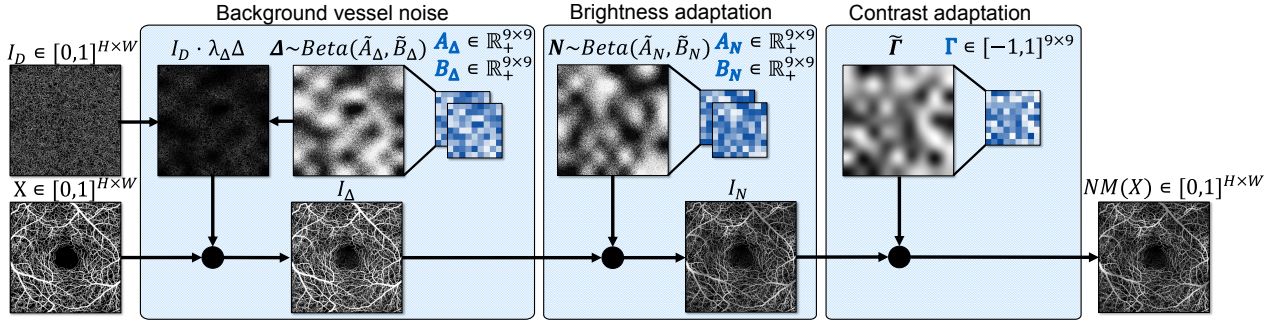 Background vessel noise
Brightness adaptation
Contrast adaptation
I_D ∈ [0,1]^{H×W}
I_D · λ_Δ Δ
Δ~Beta(Ã_Δ, B̃_Δ)
A_Δ ∈ ℝ_+^{9×9}
B_Δ ∈ ℝ_+^{9×9}
N~Beta(Ã_N, B̃_N)
A_N ∈ ℝ_+^{9×9}
B_N ∈ ℝ_+^{9×9}
Γ̃
Γ ∈ [-1,1]^{9×9}
X ∈ [0,1]^{H×W}
I_Δ
I_N
NM(X) ∈ [0,1]^{H×W}